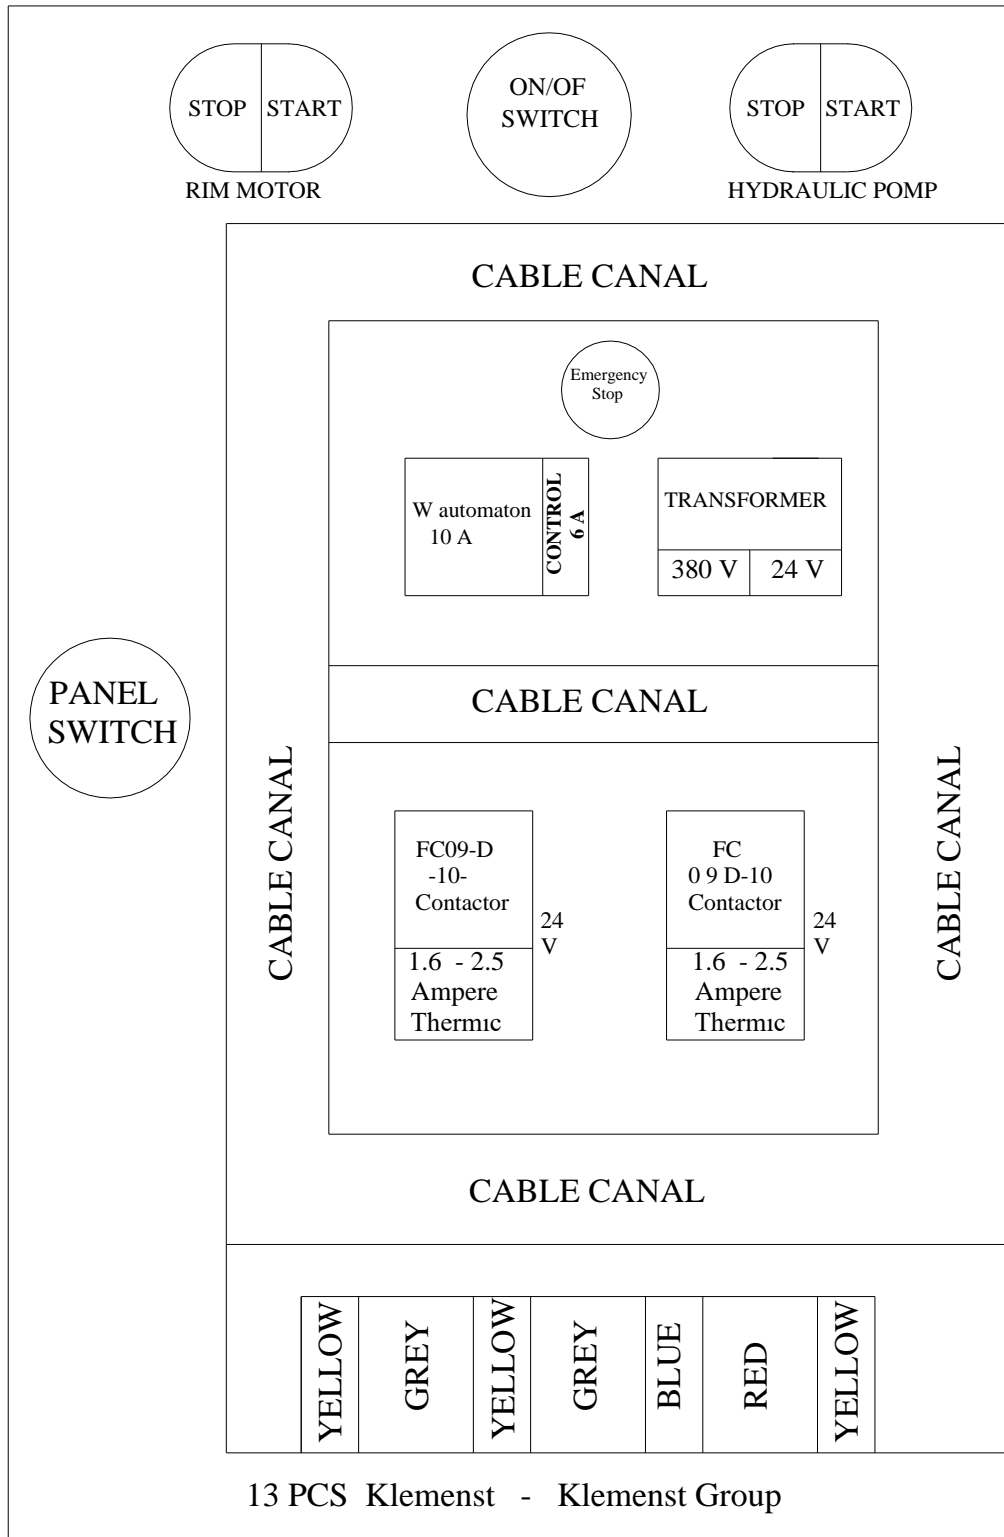 STOP START
RIM MOTOR
ON/OF
SWITCH
STOP START
HYDRAULIC POMP
CABLE CANAL
Emergency
Stop
W automaton
10 A
CONTROL
6 A
TRANSFORMER
380 V 24 V
PANEL
SWITCH
CABLE CANAL
CABLE CANAL
CABLE CANAL
FC09-D
-10-
Contactor
24
V
1.6 - 2.5
Ampere
Thermıc
FC
0 9 D-10
Contactor
24
V
1.6 - 2.5
Ampere
Thermıc
CABLE CANAL
YELLOW
GREY
YELLOW
GREY
BLUE
RED
YELLOW
13 PCS Klemenst - Klemenst Group